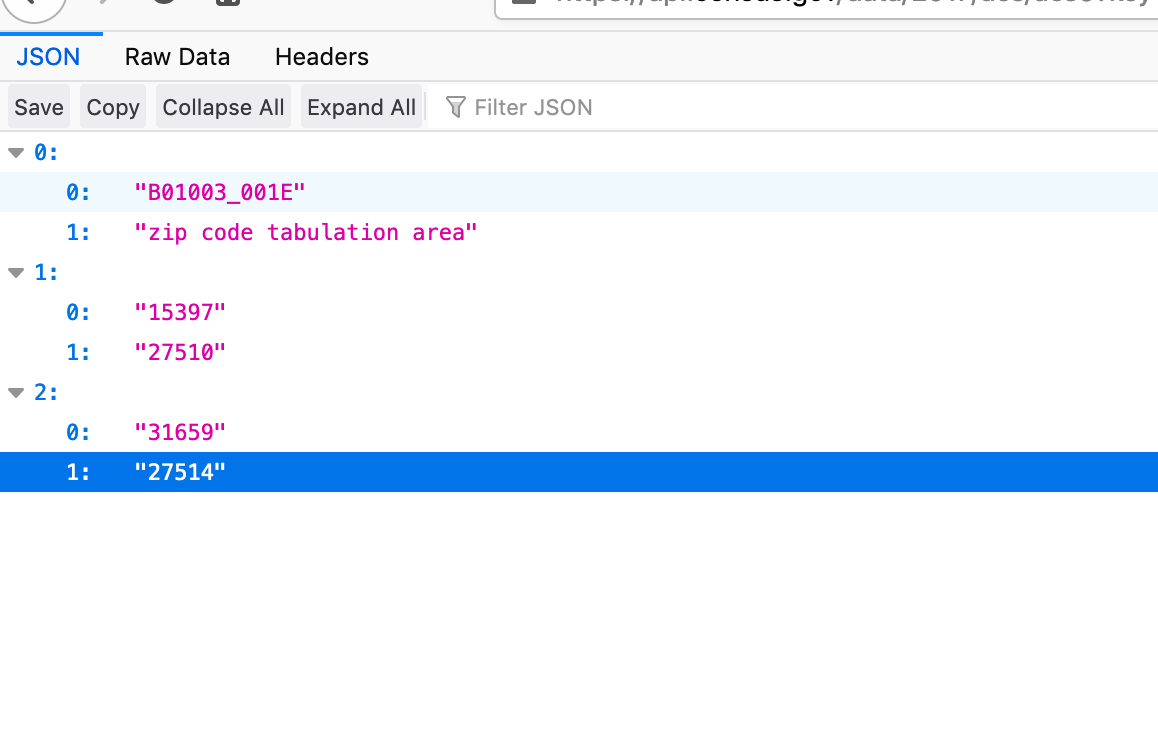 JSON Raw Data Headers
Save Copy Collapse All Expand All Filter JSON
0:
0: "B01003_001E"
1: "zip code tabulation area"
1:
0: "15397"
1: "27510"
2:
0: "31659"
1: "27514"